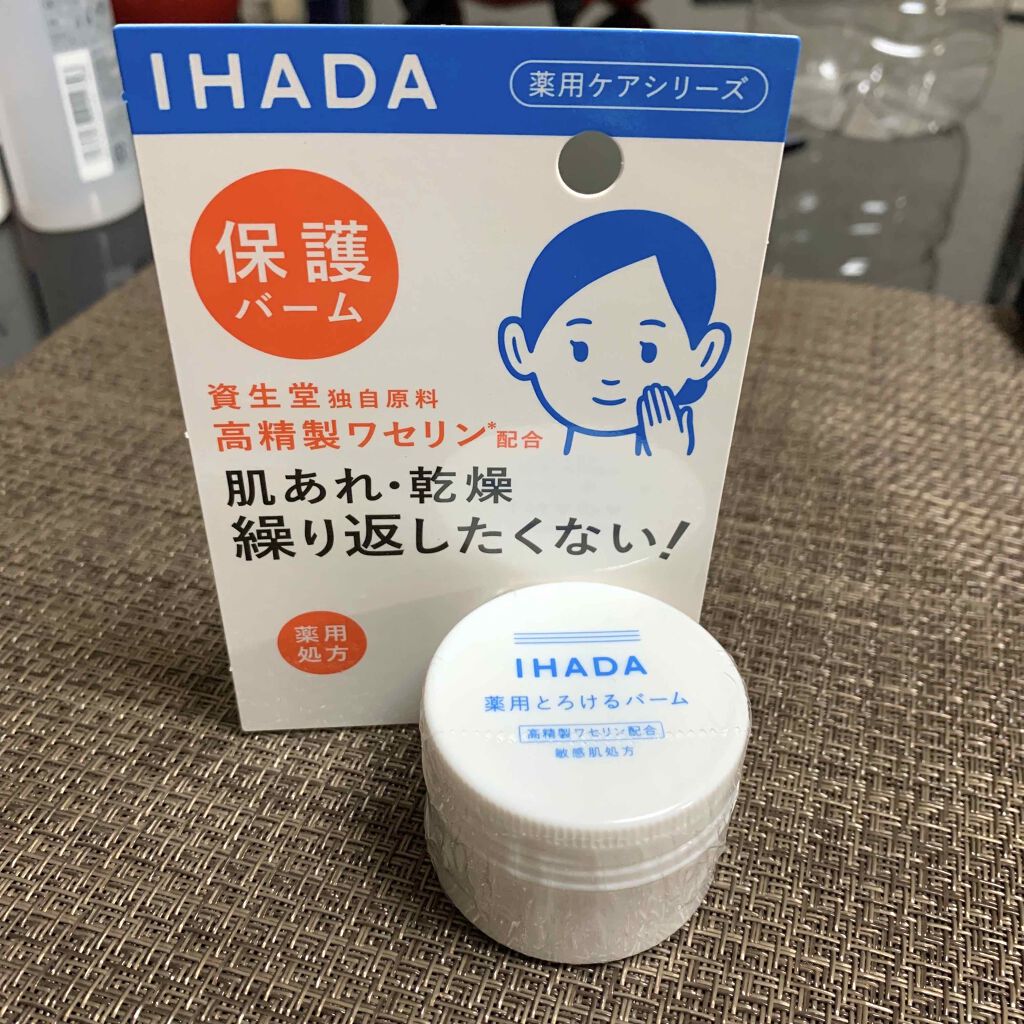 IHADA
薬用ケアシリーズ
保護
バーム
資生堂独自原料
高精製ワセリン*配合
肌あれ・乾燥
繰り返したくない!
薬用
処方
IHADA
薬用とろけるバーム
高精製ワセリン配合
敏感肌処方